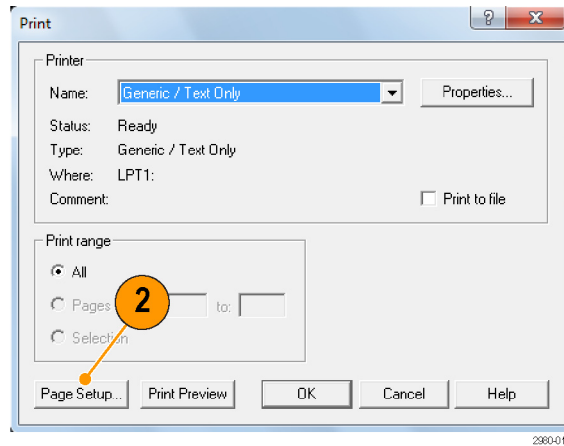 Print
Printer
Name: Generic / Text Only Properties...
Status: Ready
Type: Generic / Text Only
Where: LPT1:
Comment: Print to file
Print range
All
Pages 2 to:
Selection
Page Setup... Print Preview OK Cancel Help
2980-01